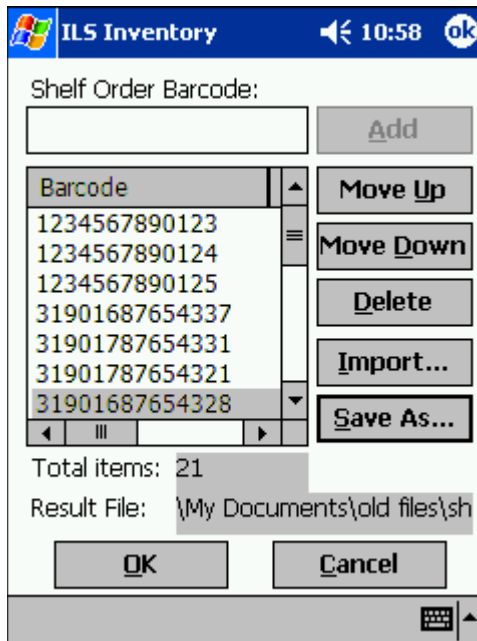 ILS Inventory 10:58 ok
Shelf Order Barcode:
Add
Barcode
Move Up
1234567890123
1234567890124
Move Down
1234567890125
31901687654337
Delete
31901787654331
31901787654321
Import...
31901687654328
Save As...
Total items: 21
Result File: \My Documents\old files\sh
OK Cancel